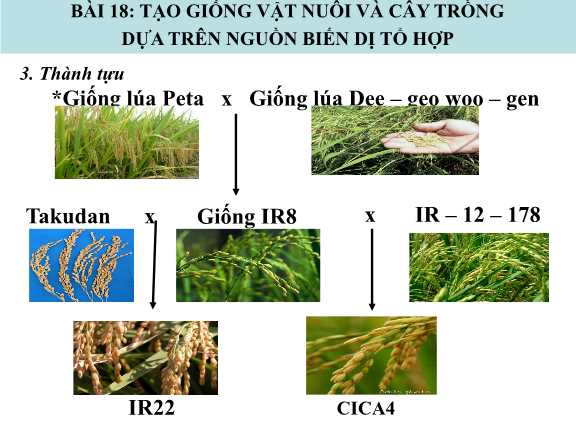 BÀI 18: TẠO GIỐNG VẬT NUÔI VÀ CÂY TRỒNG
DỰA TRÊN NGUỒN BIẾN DỊ TỔ HỢP
3. Thành tựu
*Giống lúa Peta x Giống lúa Dee – geo woo – gen
Takudan x Giống IR8 x IR – 12 – 178
IR22 CICA4